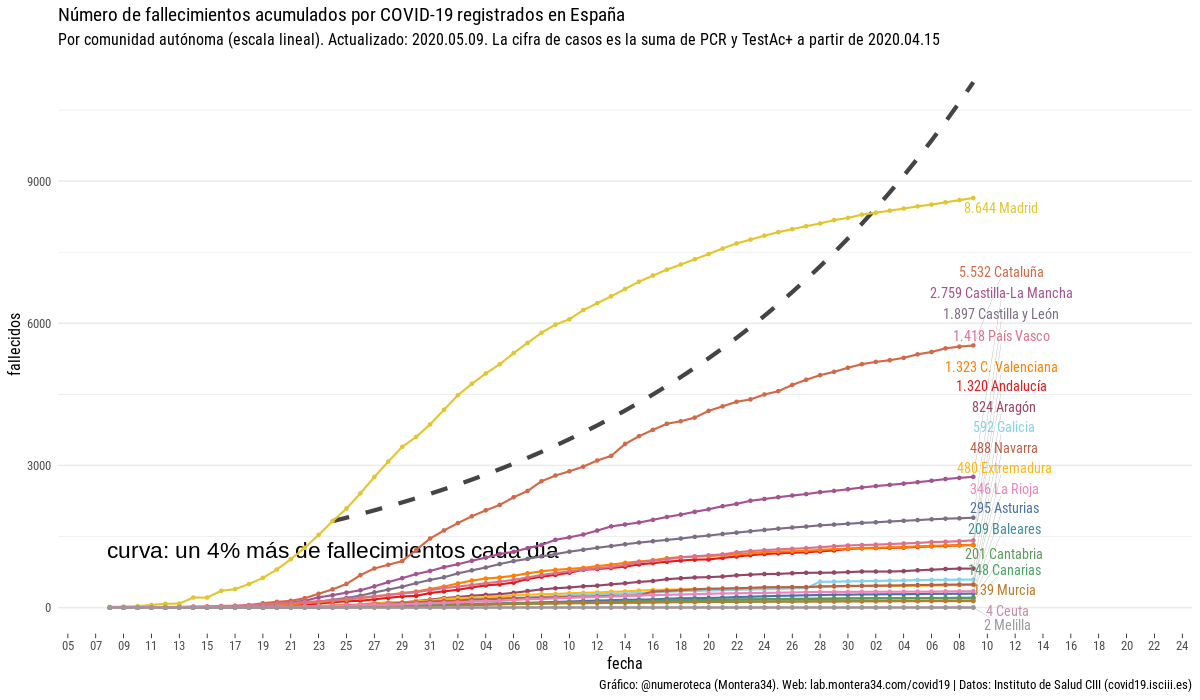 Número de fallecimientos acumulados por COVID-19 registrados en España
Por comunidad autónoma (escala lineal). Actualizado: 2020.05.09. La cifra de casos es la suma de PCR y TestAc+ a partir de 2020.04.15
fallecidos
9000
6000
3000
0
8.644 Madrid
5.532 Cataluña
2.759 Castilla-La Mancha
1.897 Castilla y León
1.418 País Vasco
1.323 C. Valenciana
1.320 Andalucía
824 Aragón
592 Galicia
488 Navarra
480 Extremadura
346 La Rioja
295 Asturias
209 Baleares
201 Cantabria
148 Canarias
139 Murcia
4 Ceuta
2 Melilla
curva: un 4% más de fallecimientos cada día
05 07 09 11 13 15 17 19 21 23 25 27 29 31 02 04 06 08 10 12 14 16 18 20 22 24 26 28 30 02 04 06 08 10 12 14 16 18 20 22 24
fecha
Gráfico: @numeroteca (Montera34). Web: lab.montera34.com/covid19 | Datos: Instituto de Salud CIII (covid19.isciii.es)